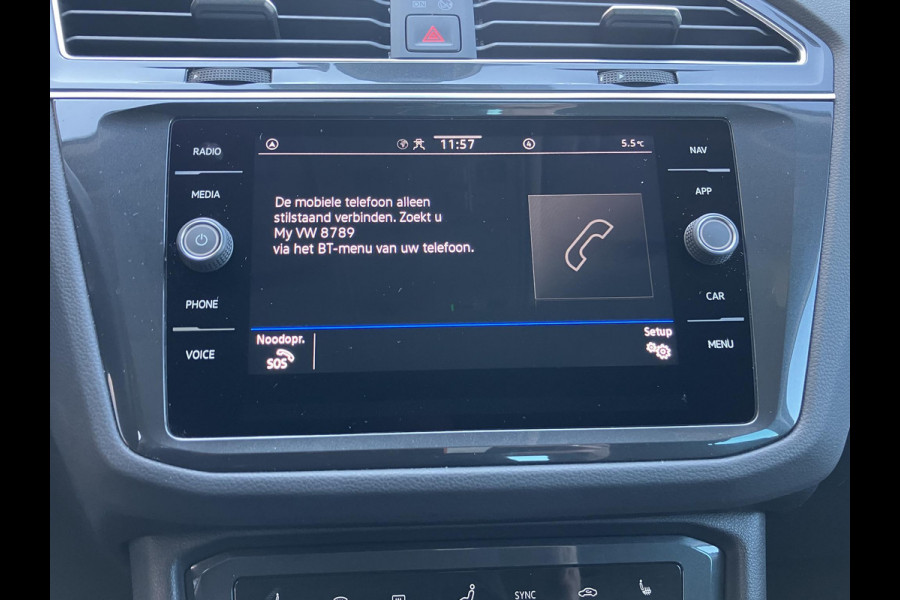 RADIO
MEDIA
PHONE
VOICE
11:57
4
5.5°C
De mobiele telefoon alleen
stilstaand verbinden. Zoekt u
My VW 8789
via het BT-menu van uw telefoon.
Noodopr.
SOS
Setup
NAV
APP
CAR
MENU
SYNC